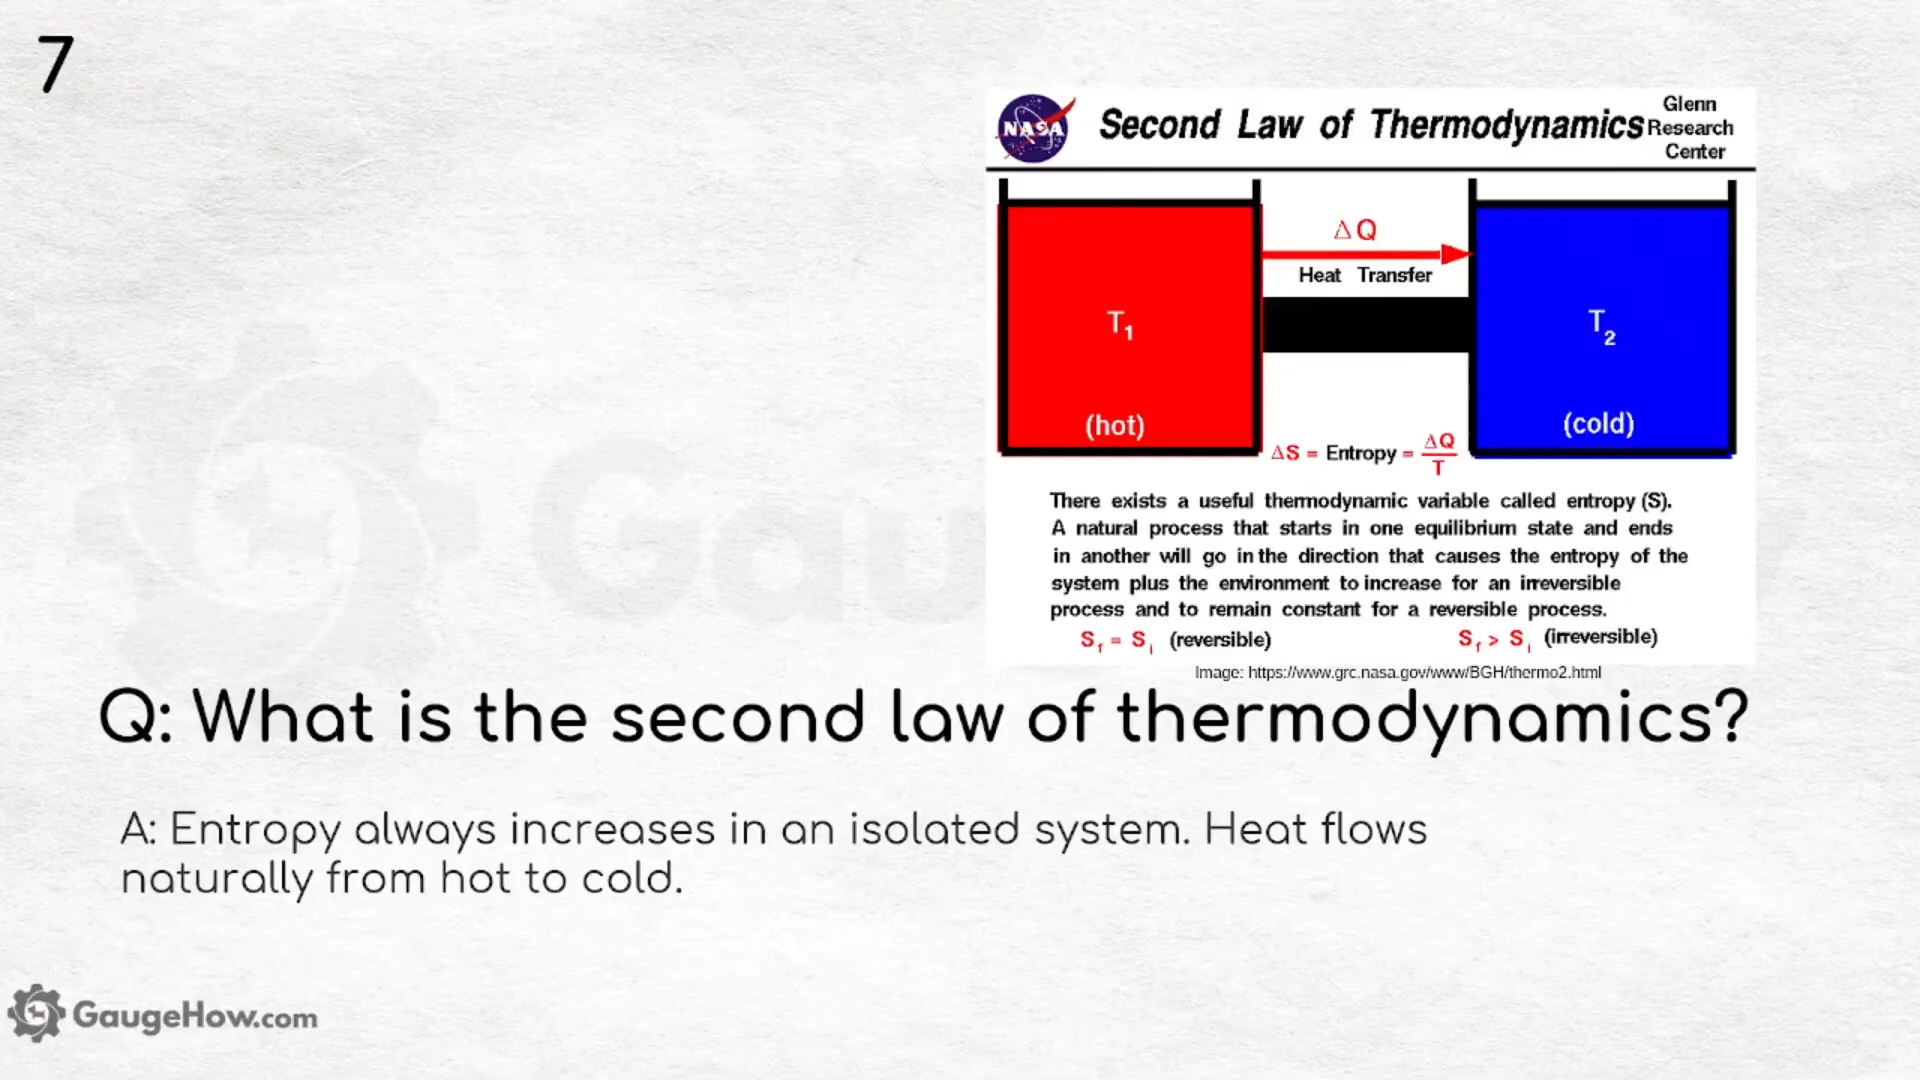 7
NASA
Second Law of Thermodynamics
Glenn
Research
Center
ΔQ
Heat Transfer
T1
T2
(hot)
(cold)
ΔS = Entropy = ΔQ/T
There exists a useful thermodynamic variable called entropy (S).
A natural process that starts in one equilibrium state and ends
in another will go in the direction that causes the entropy of the
system plus the environment to increase for an irreversible
process and to remain constant for a reversible process.
Sf = Si (reversible) Sf > Si (irreversible)
Image: https://www.grc.nasa.gov/www/BGH/thermo2.html
Q: What is the second law of thermodynamics?
A: Entropy always increases in an isolated system. Heat flows
naturally from hot to cold.
GaugeHow.com